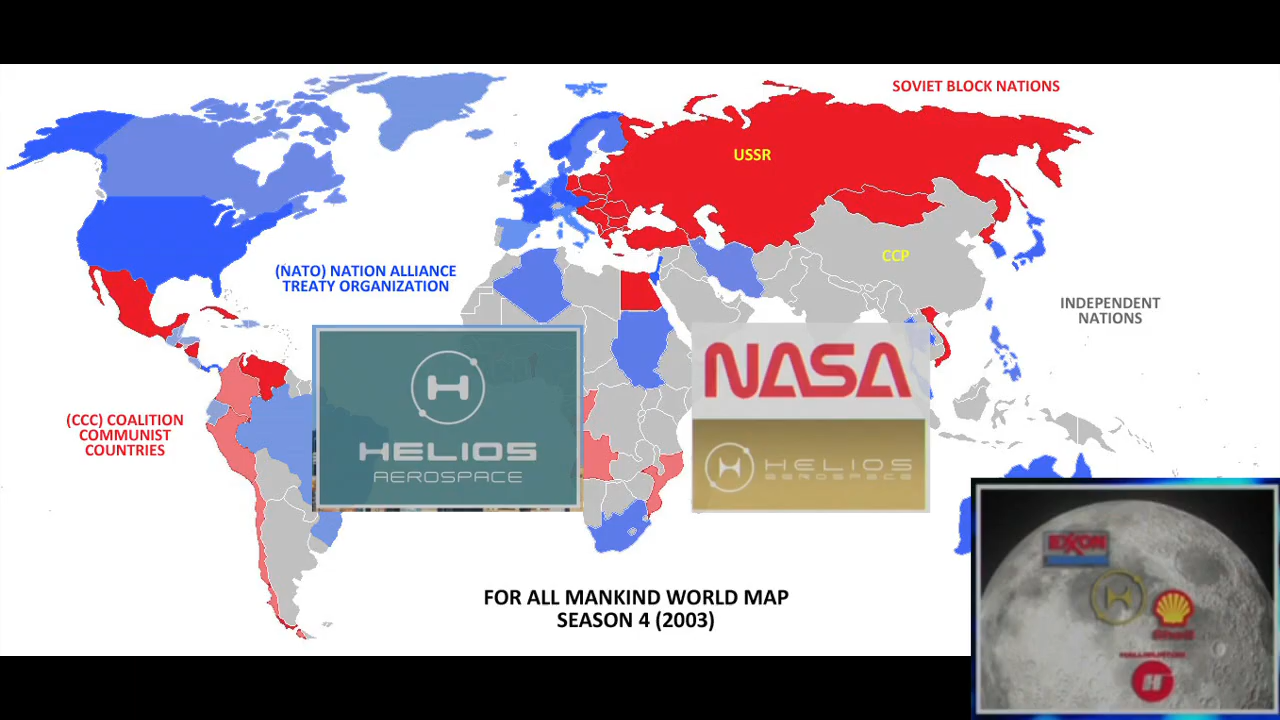 SOVIET BLOCK NATIONS
USSR
CCP
(NATO) NATION ALLIANCE
TREATY ORGANIZATION
INDEPENDENT
NATIONS
(CCC) COALITION
COMMUNIST
COUNTRIES
H
HELIOS
AEROSPACE
NASA
H
HELIOS
AEROSPACE
FOR ALL MANKIND WORLD MAP
SEASON 4 (2003)
EXXON
H
Shell
HALLIBURTON
H